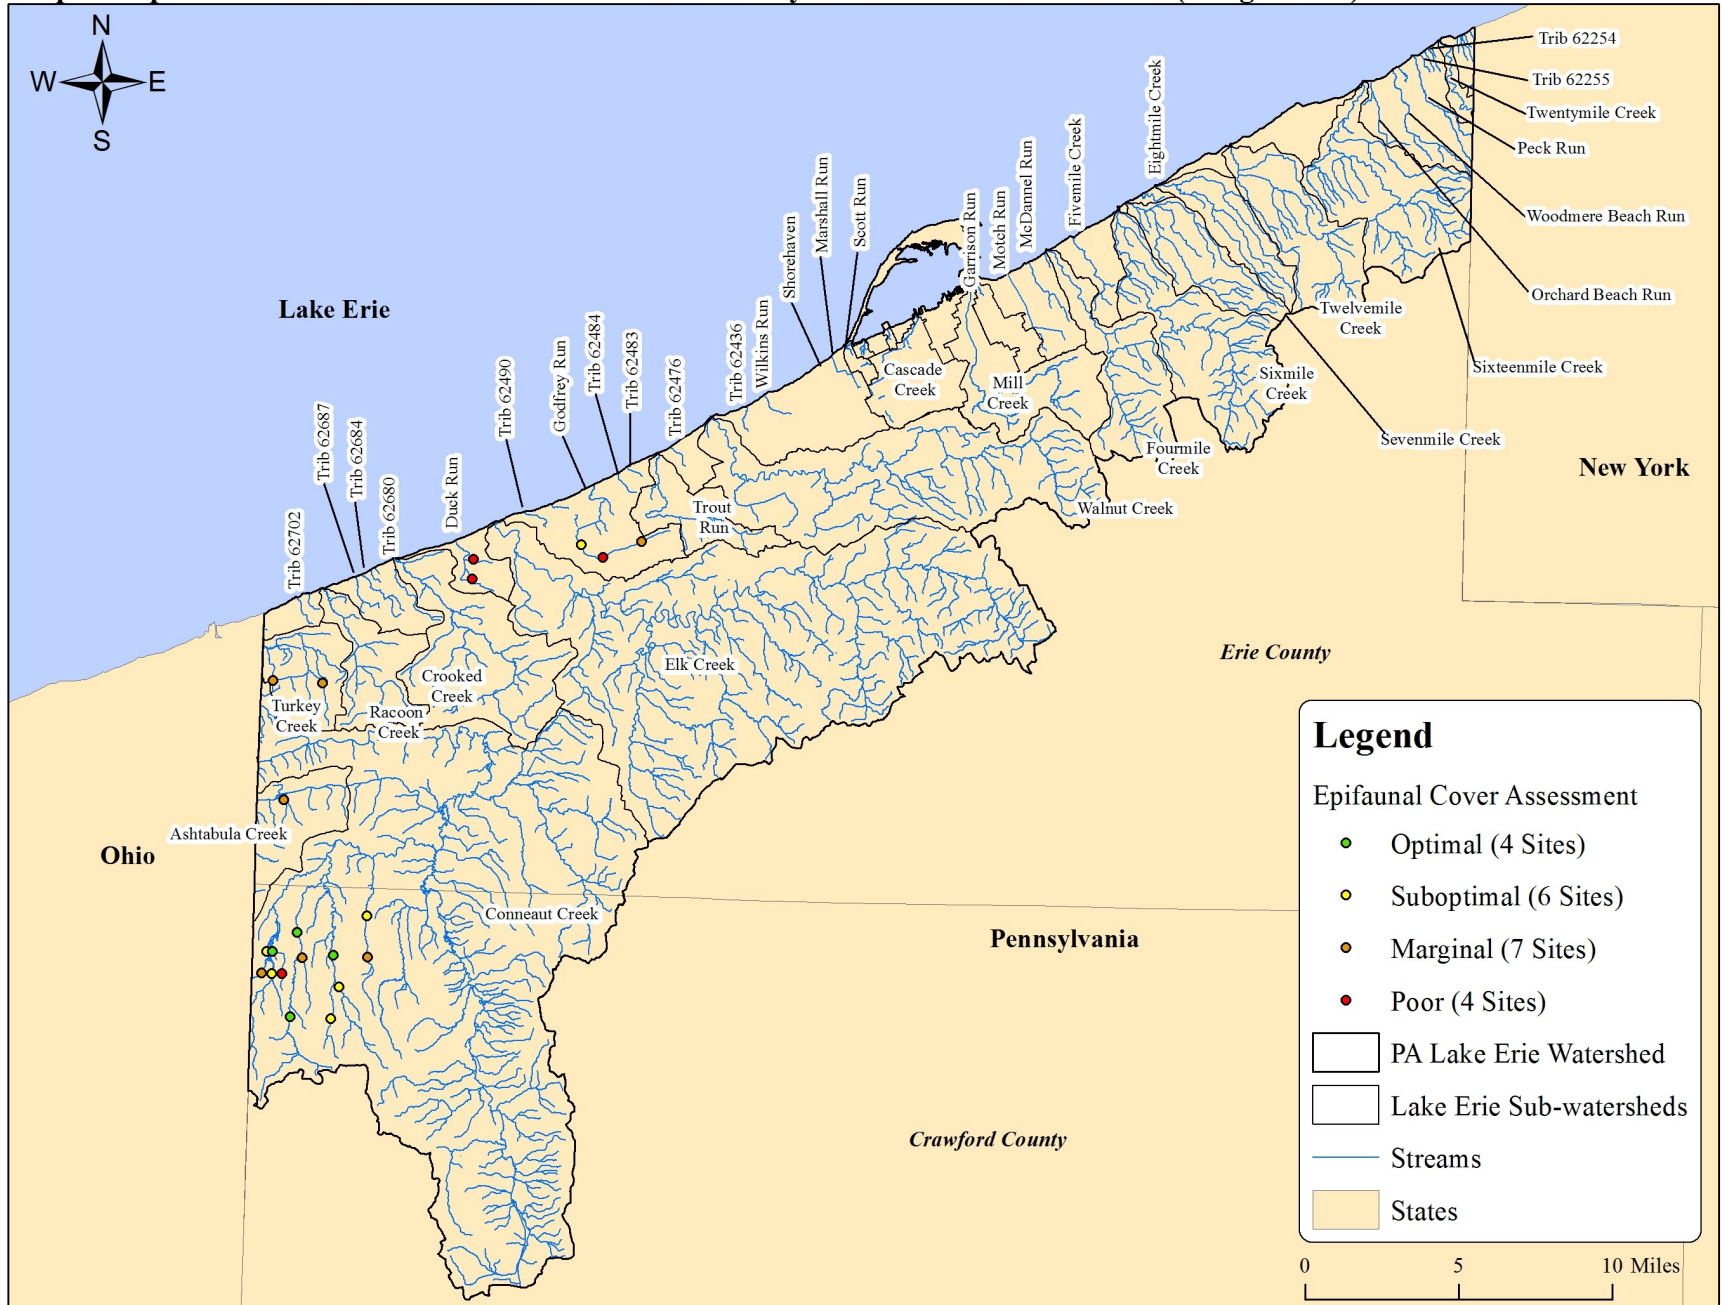 N
W E
S
Lake Erie
Trib 62702
Trib 62687
Trib 62684
Trib 62680
Duck Run
Trib 62490
Godfrey Run
Trib 62484
Trib 62483
Trib 62476
Trib 62436
Wilkins Run
Shorehaven
Marshall Run
Scott Run
Garrison Run
Motch Run
McDannel Run
Fivemile Creek
Eightmile Creek
Trib 62254
Trib 62255
Twentymile Creek
Peck Run
Woodmere Beach Run
Orchard Beach Run
Sixteenmile Creek
Twelvemile
Creek
Sevenmile Creek
Sixmile
Creek
Fourmile
Creek
Cascade
Creek
Mill
Creek
Walnut Creek
Trout
Run
Elk Creek
Crooked
Creek
Racoon
Creek
Turkey
Creek
Ashtabula Creek
Conneaut Creek
Ohio
New York
Pennsylvania
Erie County
Crawford County
Legend
Epifaunal Cover Assessment
Optimal (4 Sites)
Suboptimal (6 Sites)
Marginal (7 Sites)
Poor (4 Sites)
PA Lake Erie Watershed
Lake Erie Sub-watersheds
Streams
States
0 5 10 Miles